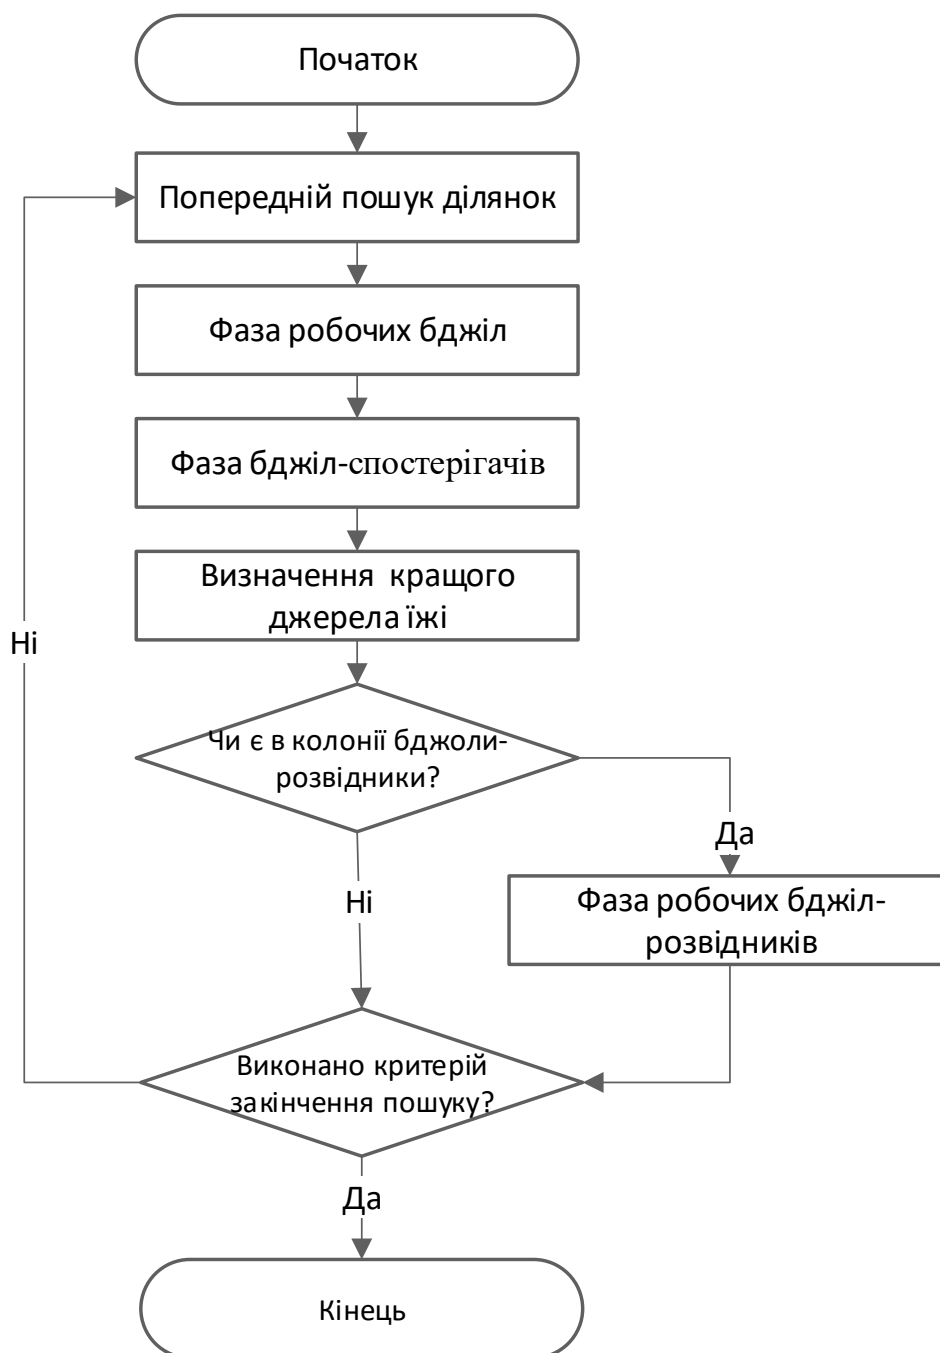 Початок
Попередній пошук ділянок
Фаза робочих бджіл
Фаза бджіл-спостерігачів
Визначення кращого
джерела їжі
Ні
Чи є в колонії бджоли-
розвідники?
Да
Ні
Фаза робочих бджіл-
розвідників
Виконано критерій
закінчення пошуку?
Да
Кінець